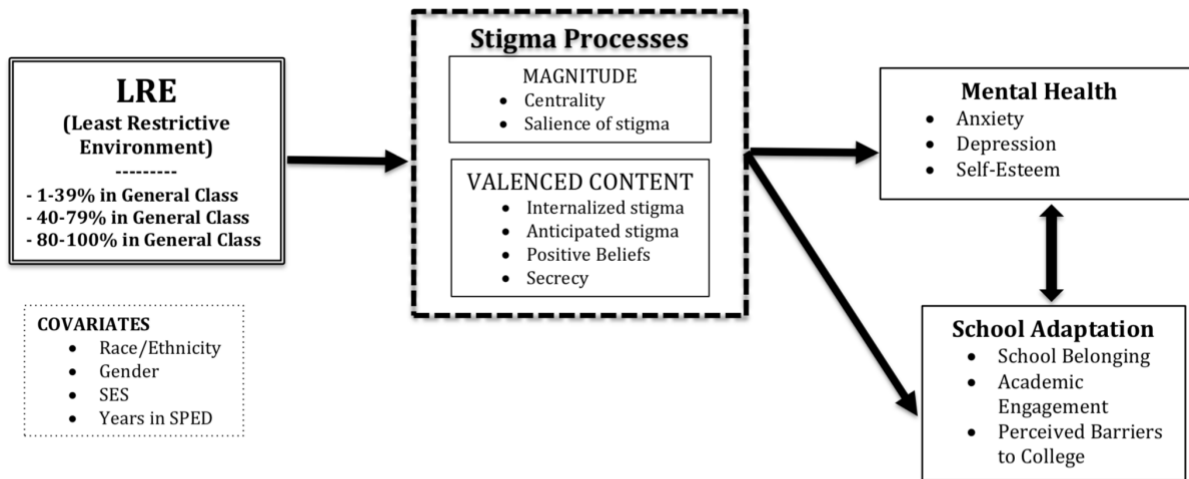 LRE
(Least Restrictive
Environment)
---------
- 1-39% in General Class
- 40-79% in General Class
- 80-100% in General Class
COVARIATES
• Race/Ethnicity
• Gender
• SES
• Years in SPED
Stigma Processes
MAGNITUDE
• Centrality
• Salience of stigma
VALENCED CONTENT
• Internalized stigma
• Anticipated stigma
• Positive Beliefs
• Secrecy
Mental Health
• Anxiety
• Depression
• Self-Esteem
School Adaptation
• School Belonging
• Academic
Engagement
• Perceived Barriers
to College